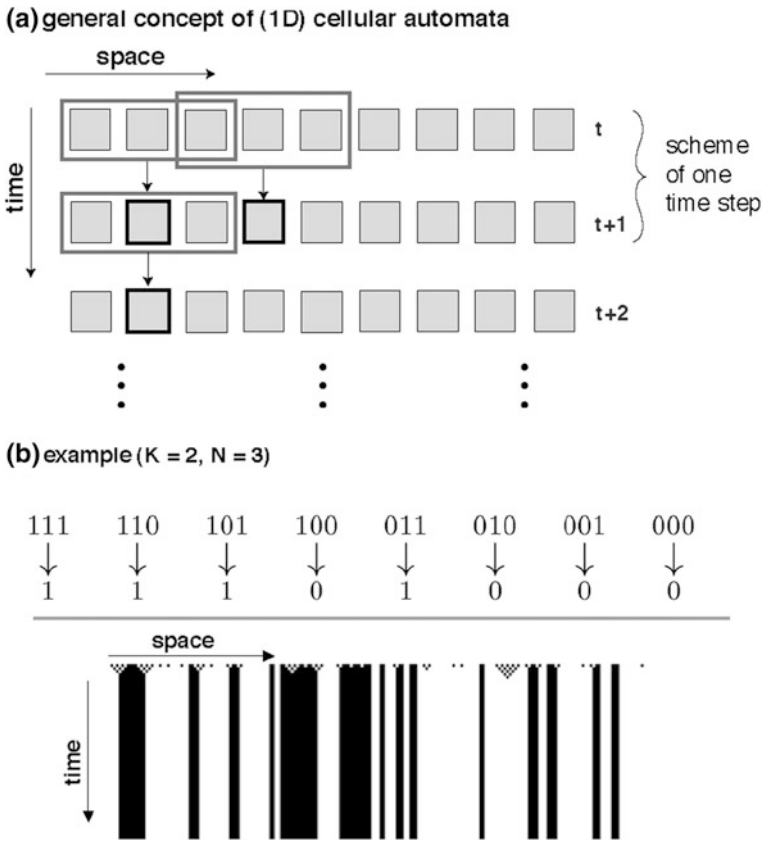 (a) general concept of (1D) cellular automata
space
time
t
scheme
of one
time step
t+1
t+2
(b) example (K = 2, N = 3)
111 110 101 100 011 010 001 000
1 1 1 0 1 0 0 0
space
time